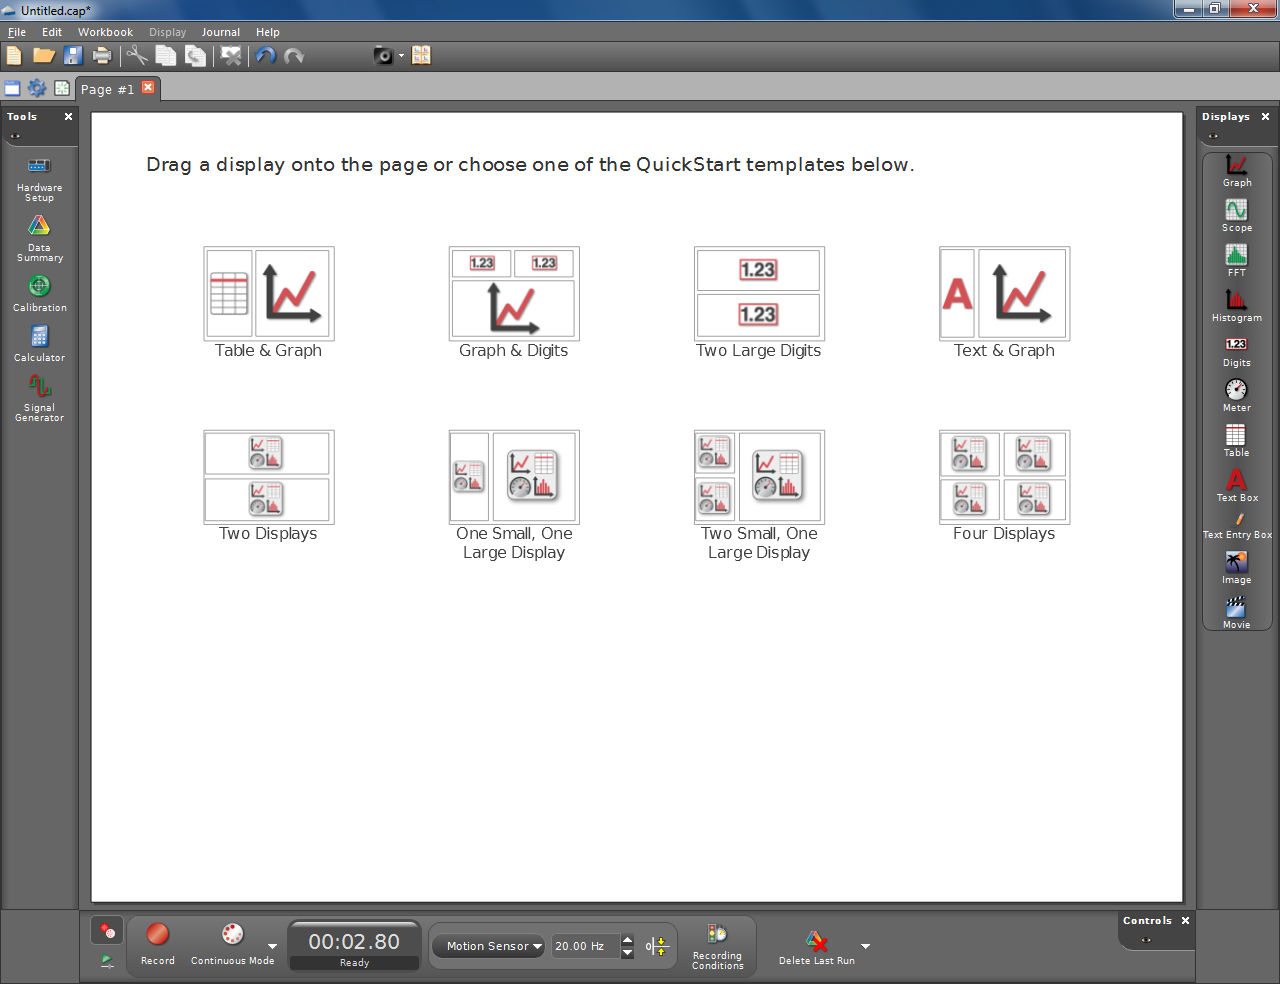 Untitled.cap*
File Edit Workbook Display Journal Help
Page #1
Tools
Hardware
Setup
Data
Summary
Calibration
Calculator
Signal
Generator
Drag a display onto the page or choose one of the QuickStart templates below.
1.23 1.23
1.23
1.23
A
Table & Graph
Graph & Digits
Two Large Digits
Text & Graph
Two Displays
One Small, One
Large Display
Two Small, One
Large Display
Four Displays
Displays
Graph
Scope
FFT
Histogram
1.23
Digits
Meter
Table
A
Text Box
Text Entry Box
Image
Movie
Record
Continuous Mode
00:02.80
Ready
Motion Sensor
20.00 Hz
0
Recording
Conditions
Delete Last Run
Controls